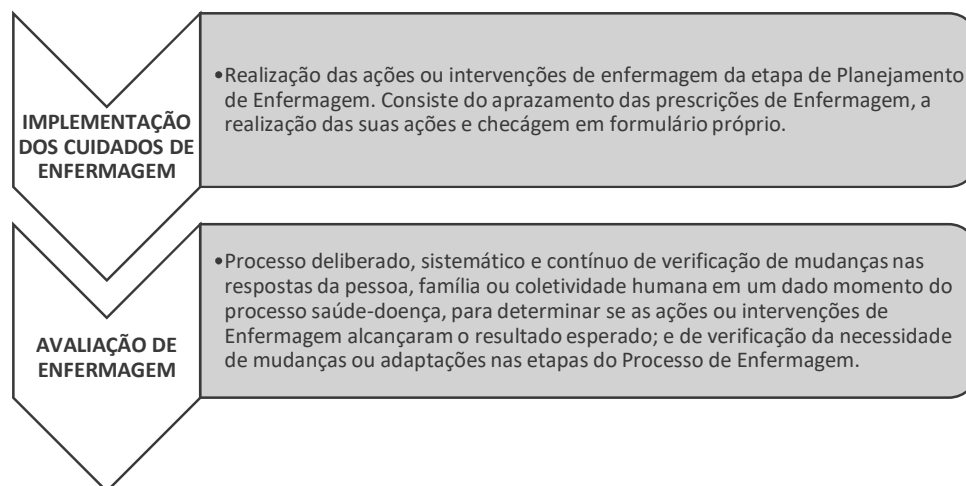 IMPLEMENTAÇÃO
DOS CUIDADOS DE
ENFERMAGEM
•Realização das ações ou intervenções de enfermagem da etapa de Planejamento
de Enfermagem. Consiste do aprazamento das prescrições de Enfermagem, a
realização das suas ações e checágem em formulário próprio.
AVALIAÇÃO DE
ENFERMAGEM
•Processo deliberado, sistemático e contínuo de verificação de mudanças nas
respostas da pessoa, família ou coletividade humana em um dado momento do
processo saúde-doença, para determinar se as ações ou intervenções de
Enfermagem alcançaram o resultado esperado; e de verificação da necessidade
de mudanças ou adaptações nas etapas do Processo de Enfermagem.